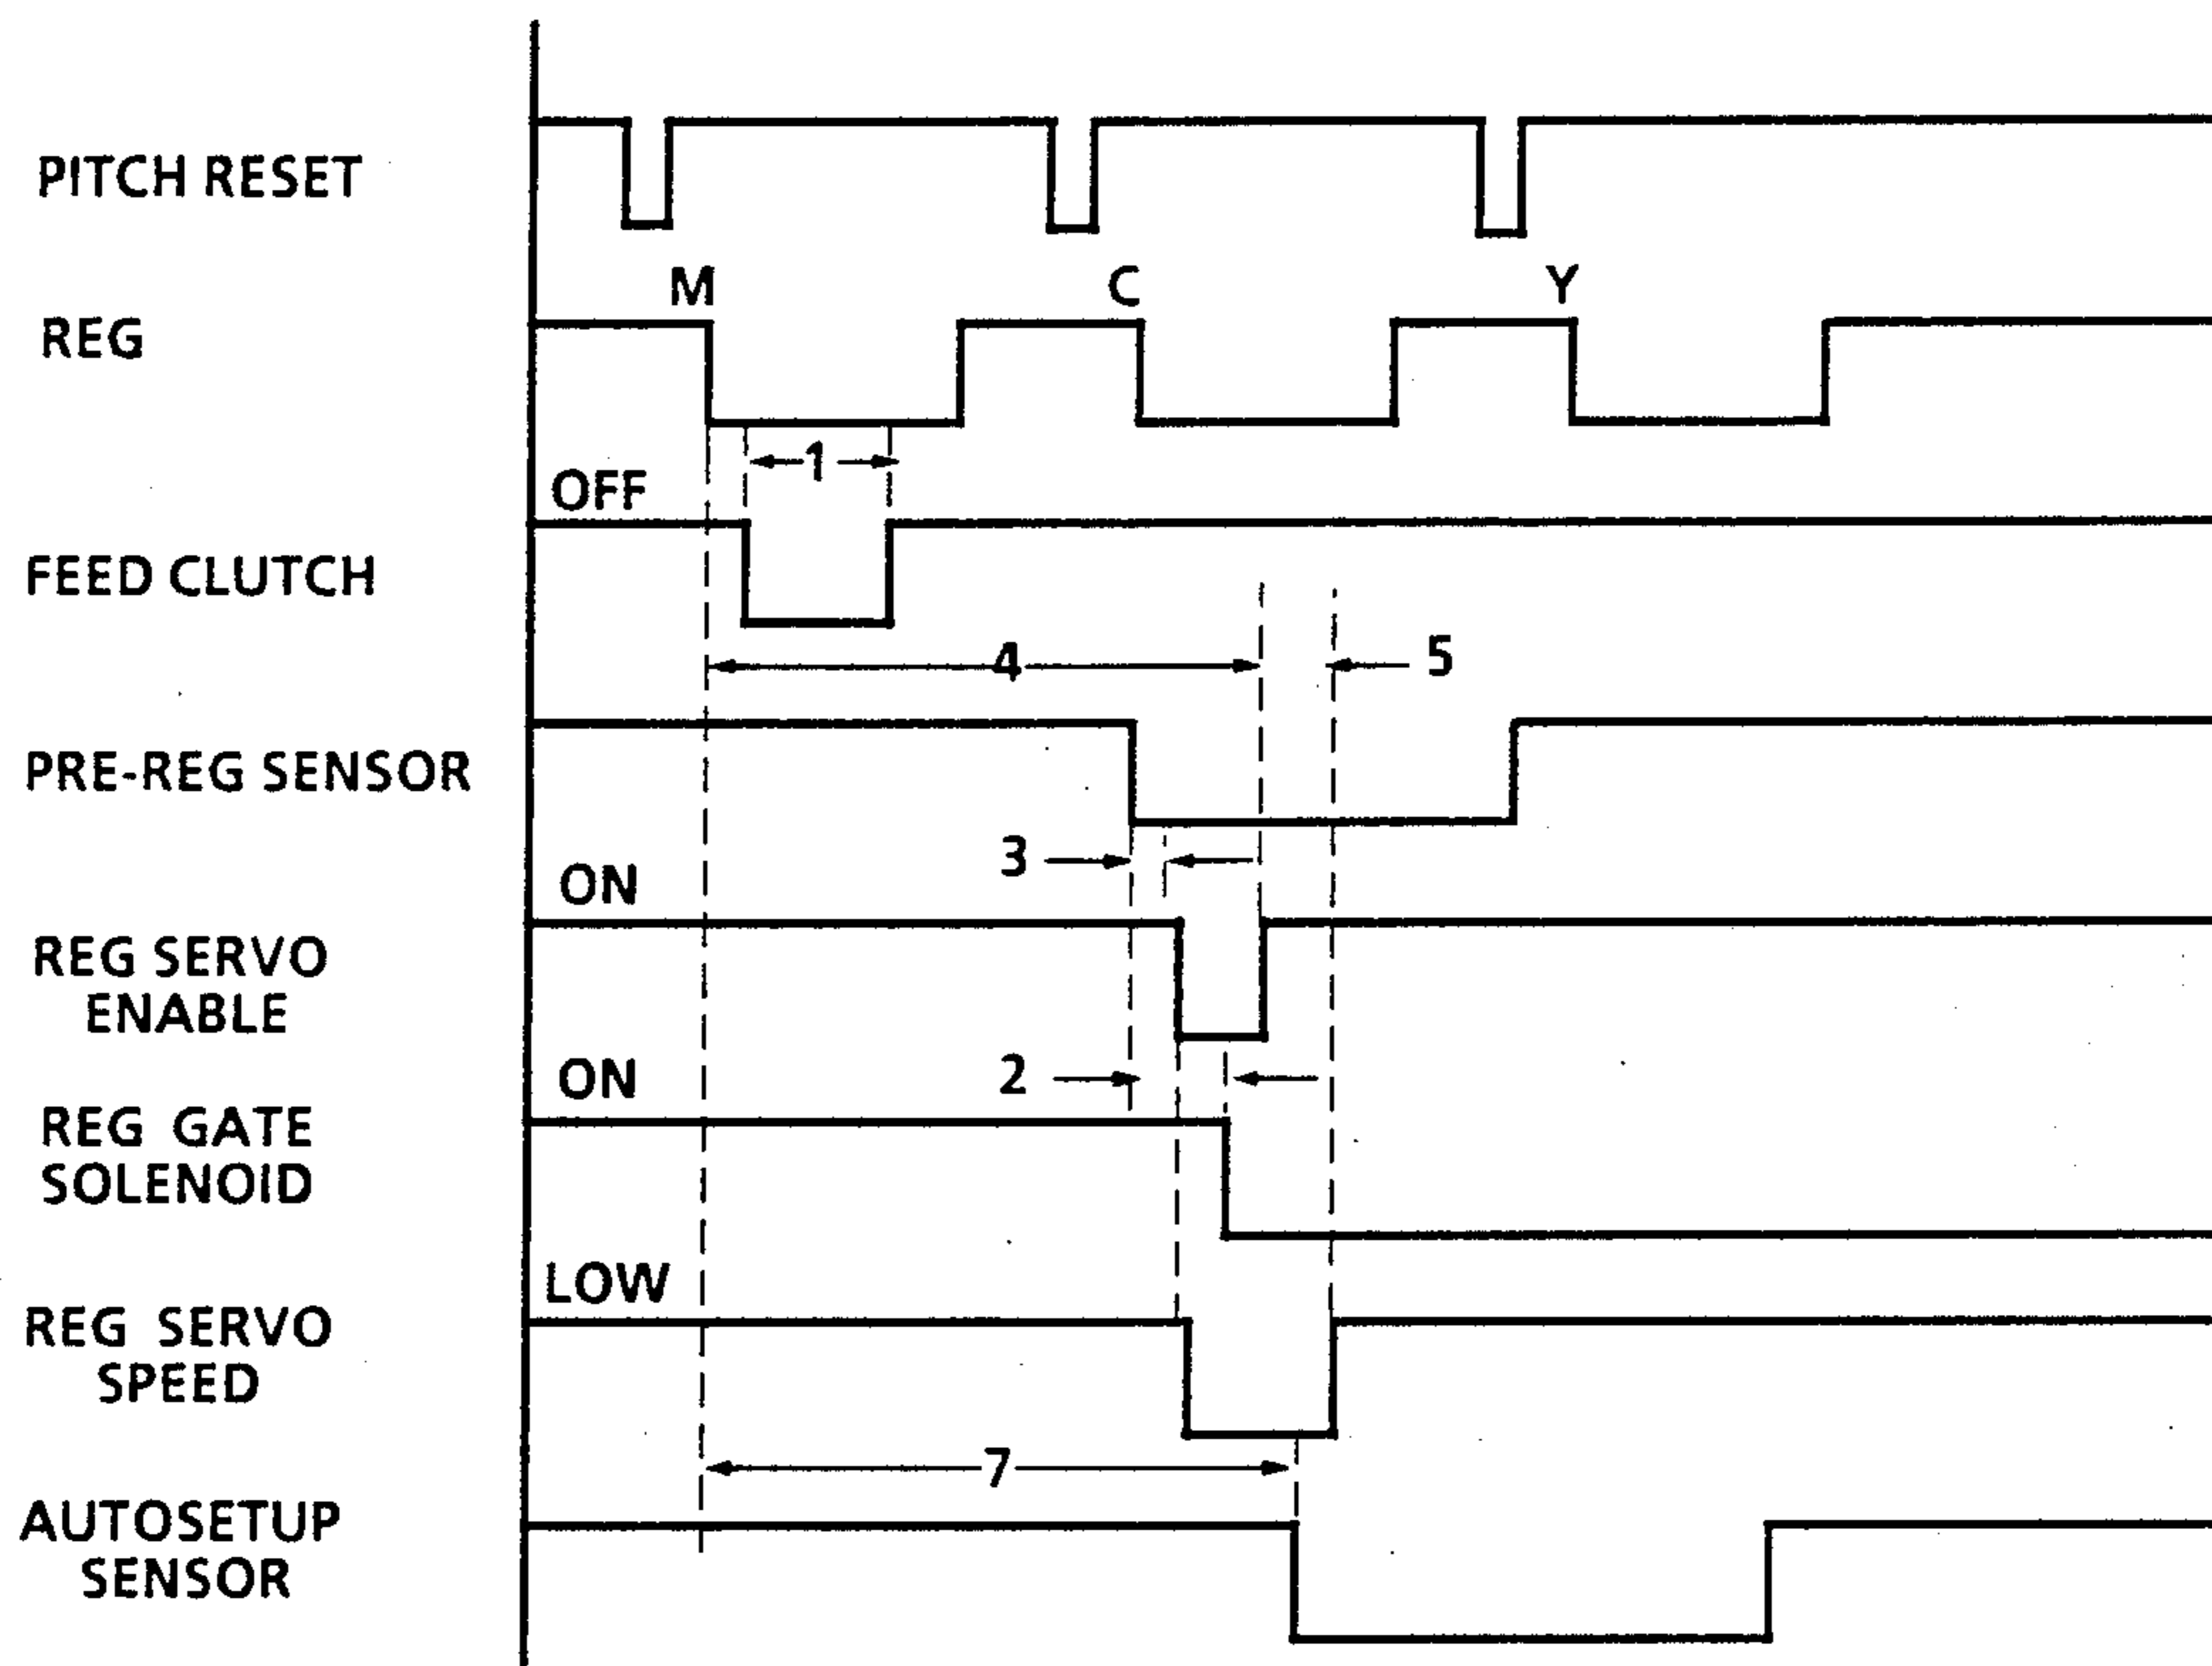 PITCH RESET
M
C
Y
REG
1
OFF
FEED CLUTCH
4
5
PRE-REG SENSOR
3
ON
REG SERVO
ENABLE
2
ON
REG GATE
SOLENOID
LOW
REG SERVO
SPEED
7
AUTOSETUP
SENSOR